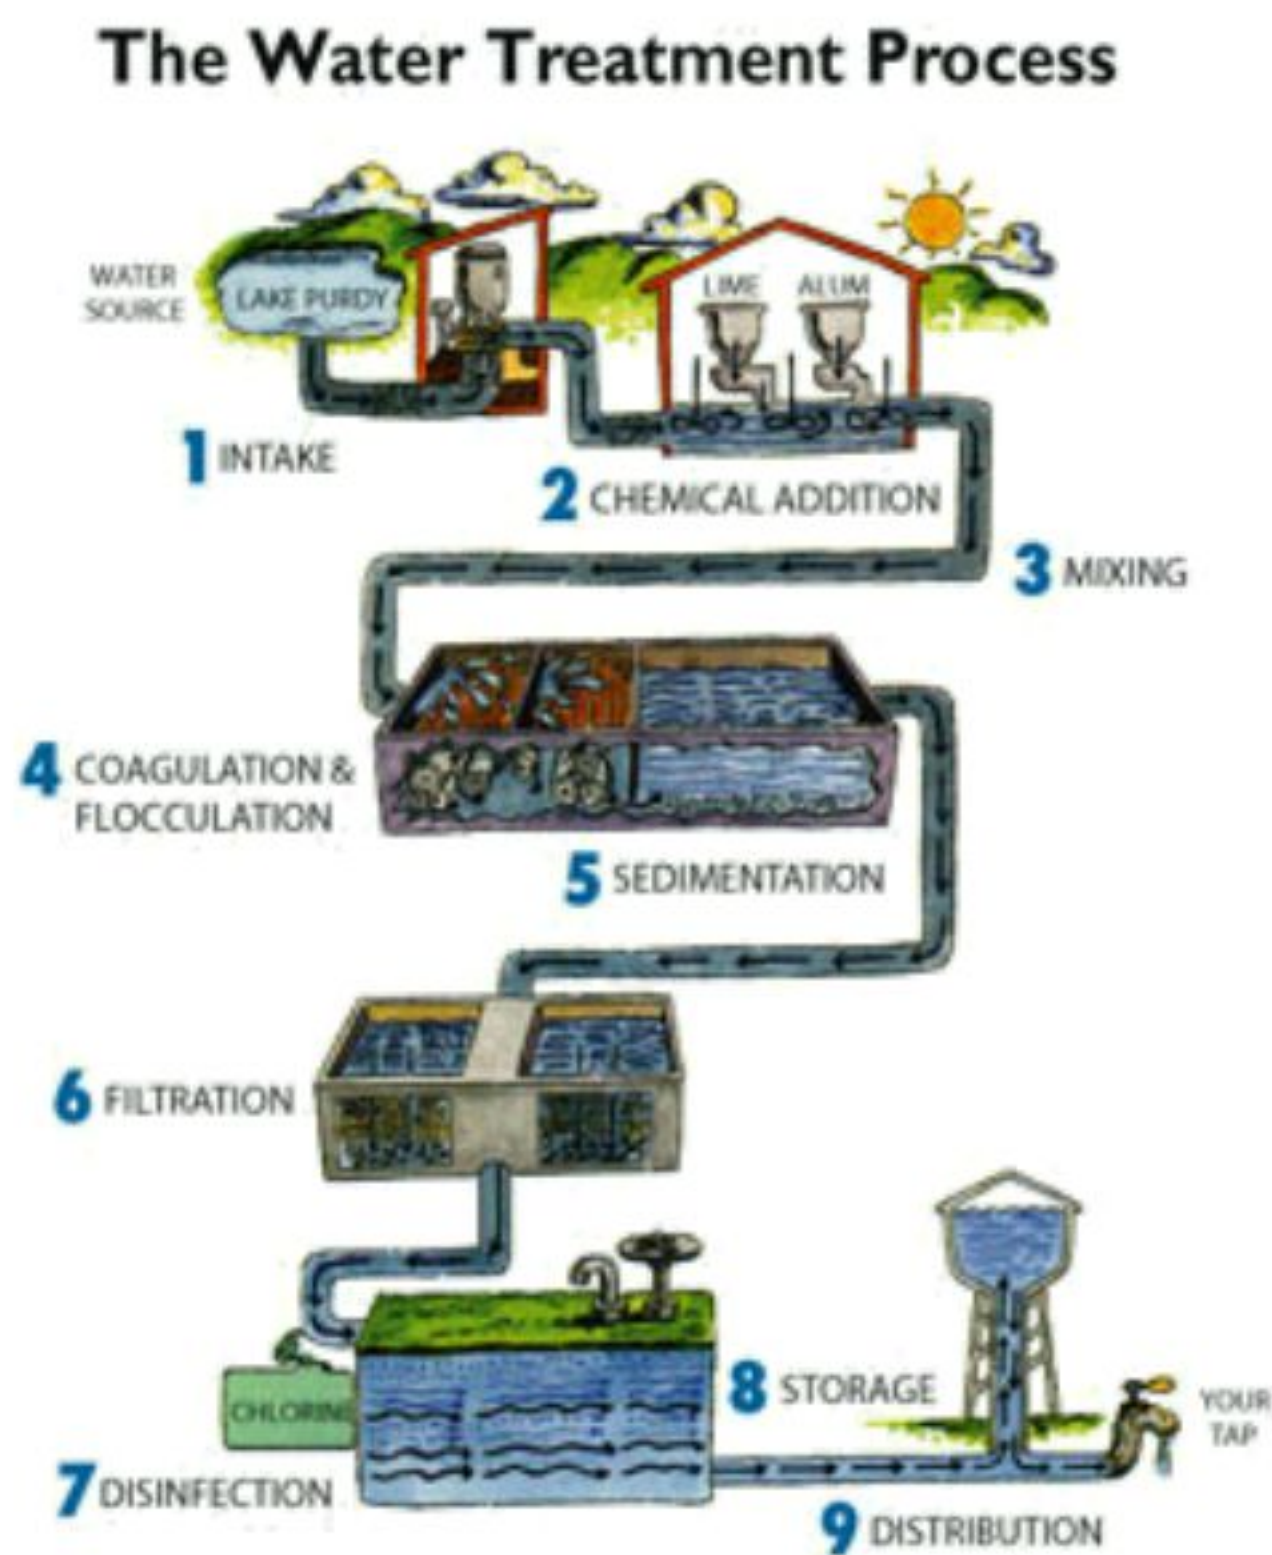 The Water Treatment Process
WATER
SOURCE
LAKE PURDY
LIME
ALUM
1 INTAKE
2 CHEMICAL ADDITION
3 MIXING
4 COAGULATION &
FLOCCULATION
5 SEDIMENTATION
6 FILTRATION
CHLORINE
7 DISINFECTION
8 STORAGE
YOUR
TAP
9 DISTRIBUTION